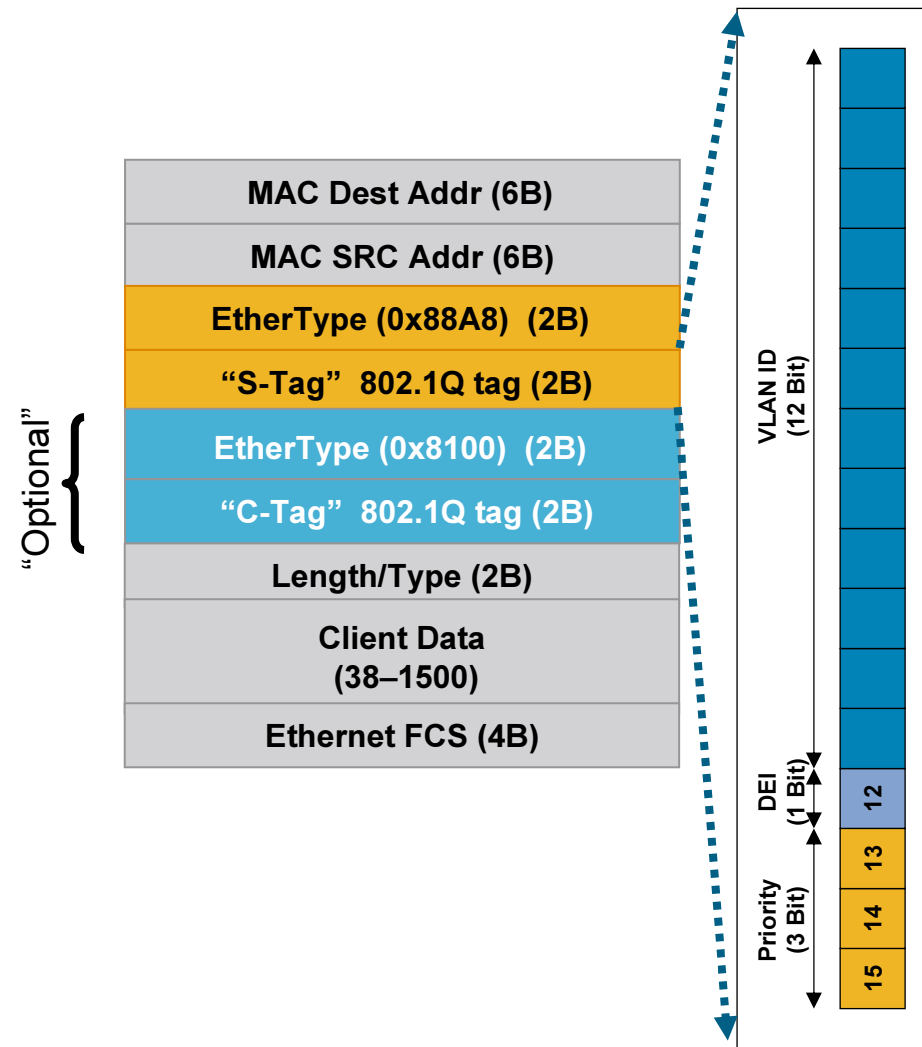 MAC Dest Addr (6B)
MAC SRC Addr (6B)
EtherType (0x88A8) (2B)
“S-Tag” 802.1Q tag (2B)
“Optional”
EtherType (0x8100) (2B)
“C-Tag” 802.1Q tag (2B)
Length/Type (2B)
Client Data
(38–1500)
Ethernet FCS (4B)
VLAN ID
(12 Bit)
DEI
(1 Bit)
12
Priority
(3 Bit)
13
14
15